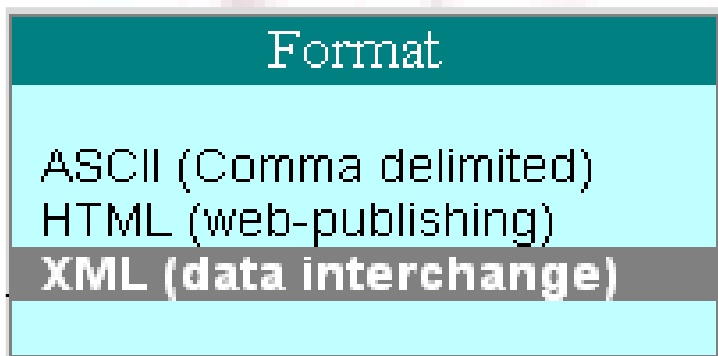 Format
ASCII (Comma delimited)
HTML (web-publishing)
XML (data interchange)